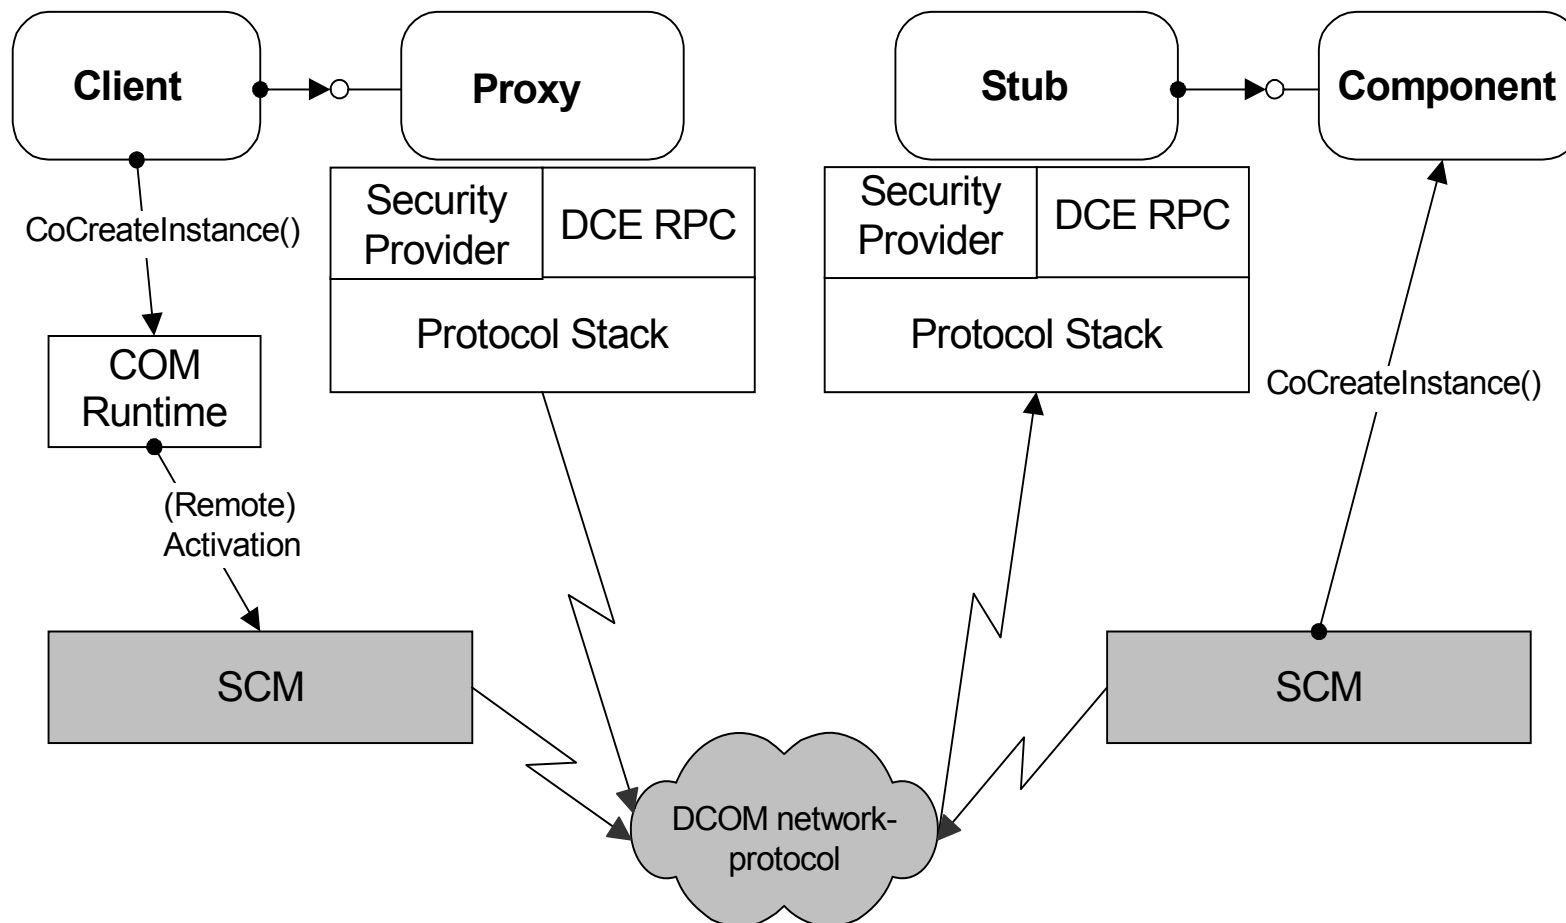 Client
Proxy
Stub
Component
Security
Provider
DCE RPC
Security
Provider
DCE RPC
CoCreateInstance()
Protocol Stack
Protocol Stack
COM
Runtime
CoCreateInstance()
(Remote)
Activation
SCM
SCM
DCOM network-
protocol